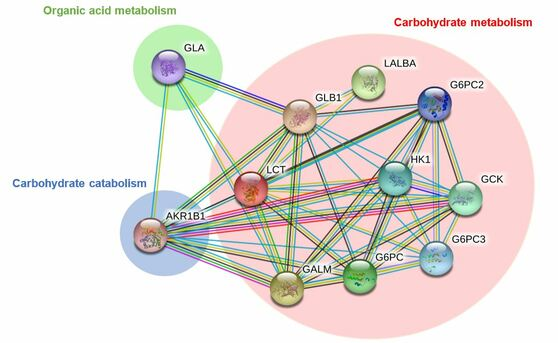 Organic acid metabolism
Carbohydrate metabolism
GLA
LALBA
G6PC2
GLB1
HK1
LCT
GCK
Carbohydrate catabolism
AKR1B1
G6PC3
G6PC
GALM